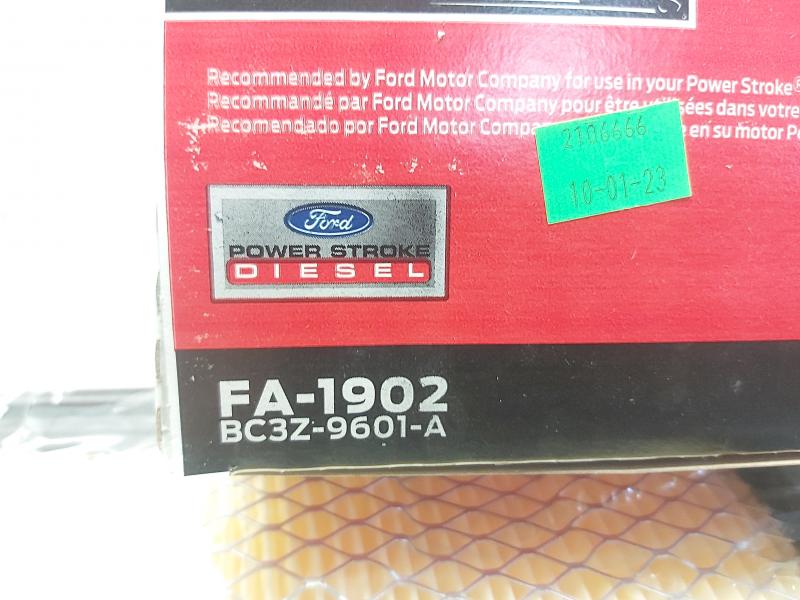 Recommended by Ford Motor Company for use in your Power Stroke®
Recommandé par Ford Motor Company pour être utilisées dans votre
Recomendado por Ford Motor Company en su motor
2106666
10-01-23
Ford
POWER STROKE
DIESEL
FA-1902
BC3Z-9601-A